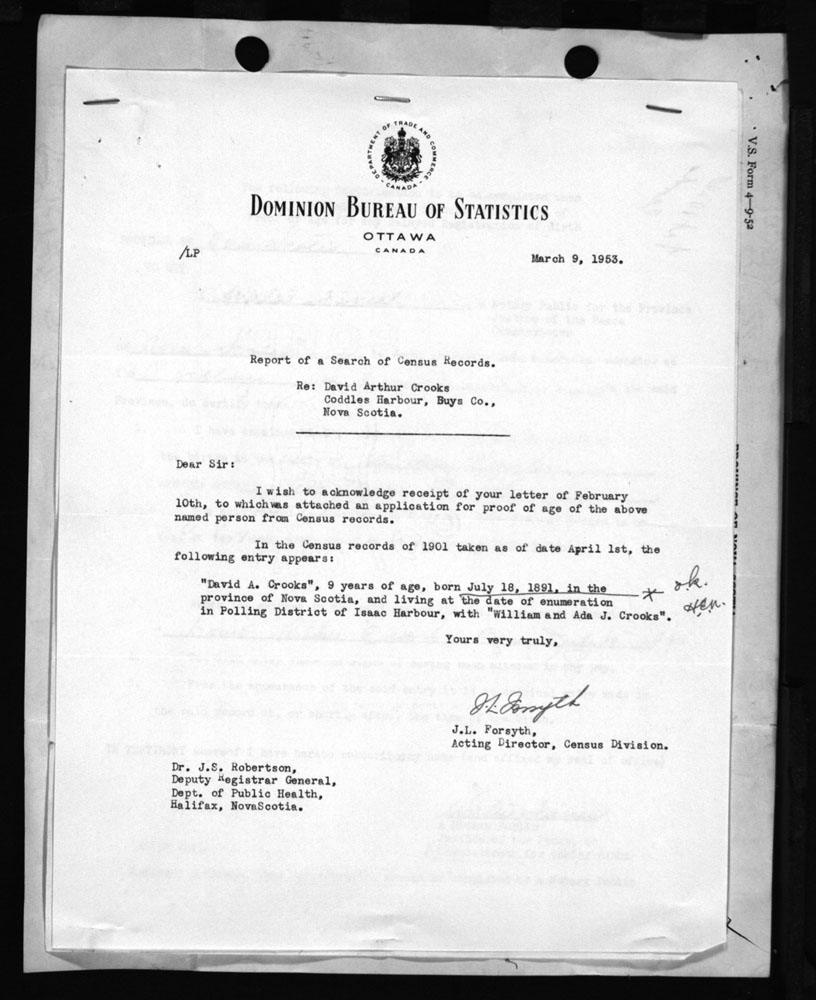 DEPARTMENT OF TRADE AND COMMERCE
CANADA
V.S. Form 4—9-52
DOMINION BUREAU OF STATISTICS
OTTAWA
CANADA
/LP
March 9, 1953.
Report of a Search of Census Records.
Re: David Arthur Crooks
Coddles Harbour, Buys Co.,
Nova Scotia.
Dear Sir:
I wish to acknowledge receipt of your letter of February
10th, to which was attached an application for proof of age of the above
named person from Census records.
In the Census records of 1901 taken as of date April 1st, the
following entry appears:
"David A. Crooks", 9 years of age, born July 18, 1891, in the
province of Nova Scotia, and living at the date of enumeration
in Polling District of Isaac Harbour, with "William and Ada J. Crooks".
* o.k.
Yours very truly,
J.L. Forsyth
J.L. Forsyth,
Acting Director, Census Division.
Dr. J.S. Robertson,
Deputy Registrar General,
Dept. of Public Health,
Halifax, NovaScotia.